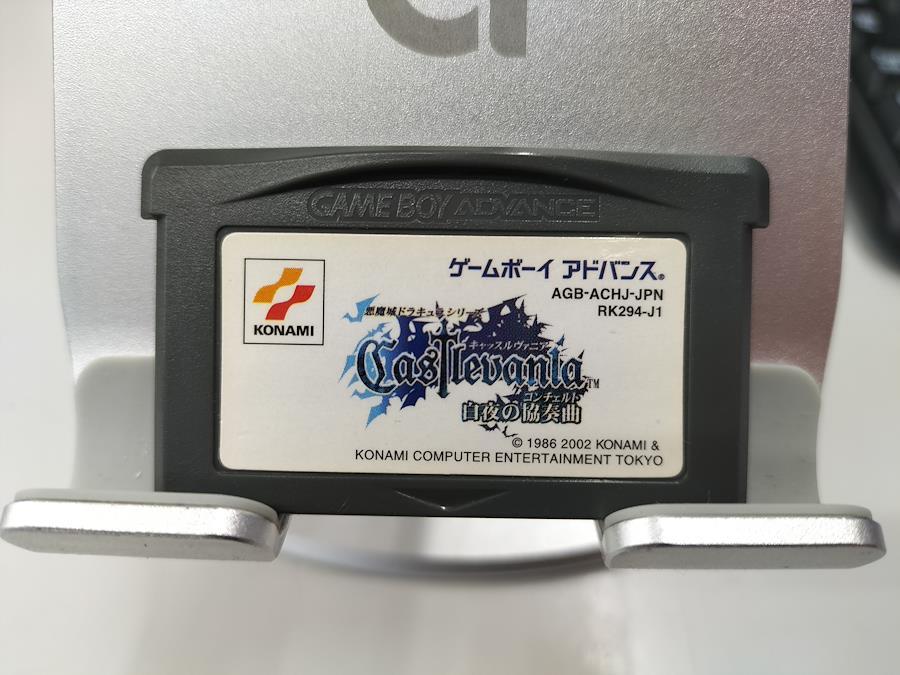 GAME BOY ADVANCE
KONAMI
ゲームボーイ アドバンス®
AGB-ACHJ-JPN
RK294-J1
悪魔城ドラキュラシリーズ
キャッスルヴァニア
Castlevania™
コンチェルト
白夜の協奏曲
© 1986 2002 KONAMI &
KONAMI COMPUTER ENTERTAINMENT TOKYO